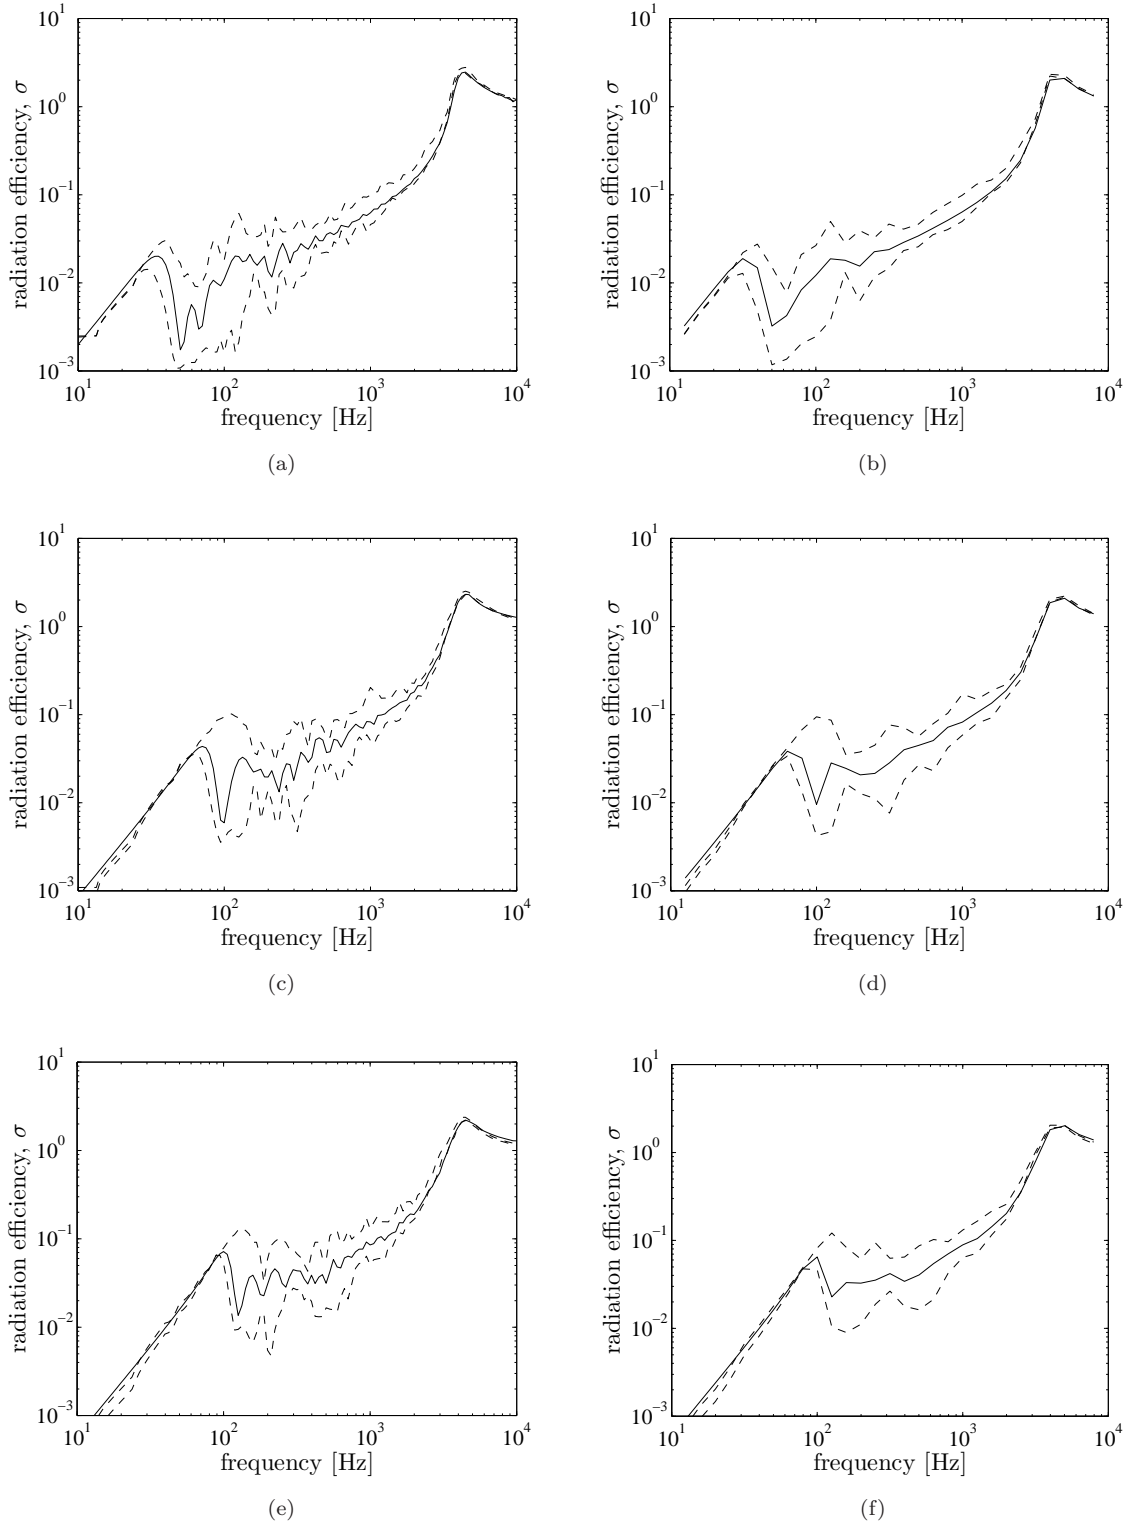 10^1
10^0
10^−1
10^−2
10^−3
radiation efficiency, σ
10^1 10^2 10^3 10^4
frequency [Hz]
(a)
10^1
10^0
10^−1
10^−2
10^−3
radiation efficiency, σ
10^1 10^2 10^3 10^4
frequency [Hz]
(b)
10^1
10^0
10^−1
10^−2
10^−3
radiation efficiency, σ
10^1 10^2 10^3 10^4
frequency [Hz]
(c)
10^1
10^0
10^−1
10^−2
10^−3
radiation efficiency, σ
10^1 10^2 10^3 10^4
frequency [Hz]
(d)
10^1
10^0
10^−1
10^−2
10^−3
radiation efficiency, σ
10^1 10^2 10^3 10^4
frequency [Hz]
(e)
10^1
10^0
10^−1
10^−2
10^−3
radiation efficiency, σ
10^1 10^2 10^3 10^4
frequency [Hz]
(f)